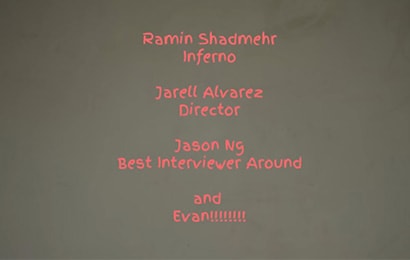 Ramin Shadmehr
Inferno
Jarell Alvarez
Director
Jason Ng
Best Interviewer Around
and
Evan!!!!!!!!